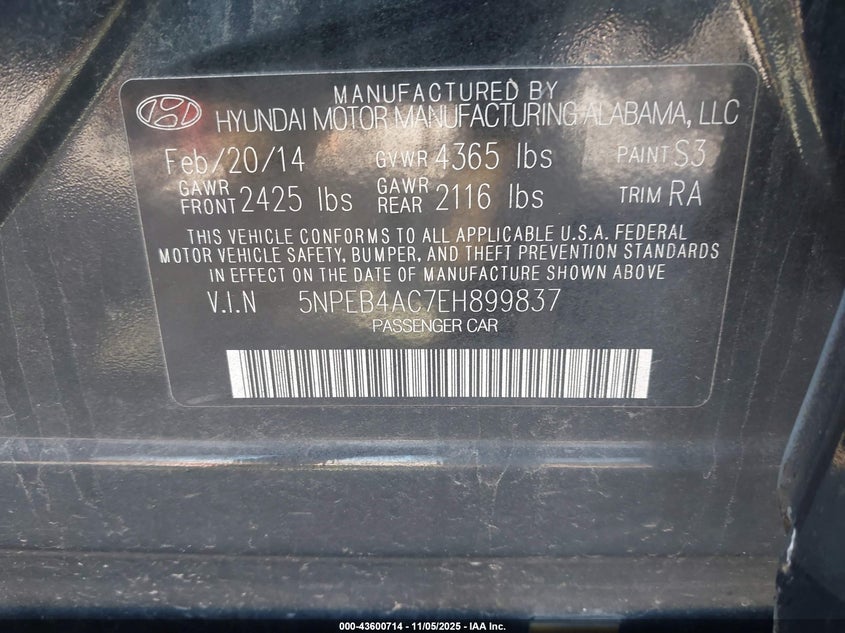 MANUFACTURED BY
HYUNDAI MOTOR MANUFACTURING ALABAMA, LLC
Feb/20/14 GVWR 4365 lbs PAINT S3
GAWR FRONT 2425 lbs GAWR REAR 2116 lbs TRIM RA
THIS VEHICLE CONFORMS TO ALL APPLICABLE U.S.A. FEDERAL
MOTOR VEHICLE SAFETY, BUMPER, AND THEFT PREVENTION STANDARDS
IN EFFECT ON THE DATE OF MANUFACTURE SHOWN ABOVE
V.I.N 5NPEB4AC7EH899837
PASSENGER CAR
000-43600714 - 11/05/2025 - IAA Inc.